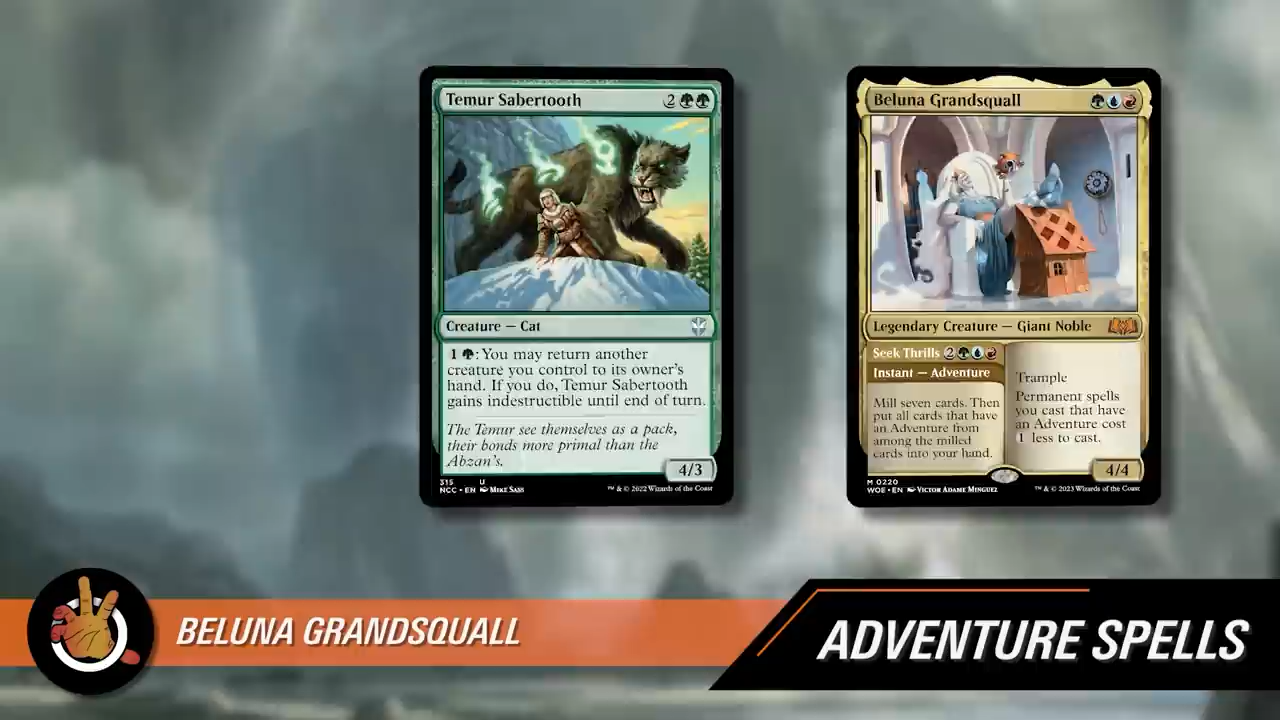 Temur Sabertooth 2
Creature — Cat
1 : You may return another
creature you control to its owner's
hand. If you do, Temur Sabertooth
gains indestructible until end of turn.
The Temur see themselves as a pack,
their bonds more primal than the
Abzan's.
4/3
315 U
NCC • EN Mike Sass ™ & © 2022 Wizards of the Coast
Beluna Grandsquall
Legendary Creature — Giant Noble
Seek Thrills 2
Instant — Adventure
Mill seven cards. Then
put all cards that have
an Adventure from
among the milled
cards into your hand.
Trample
Permanent spells
you cast that have
an Adventure cost
1 less to cast.
4/4
M 0220
WOE • EN Victor Adame Minguez ™ & © 2023 Wizards of the Coast
BELUNA GRANDSQUALL
ADVENTURE SPELLS